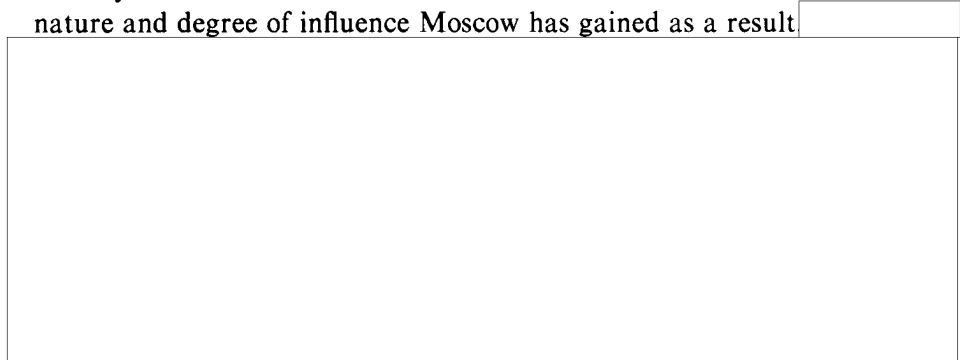 nature and degree of influence Moscow has gained as a result.